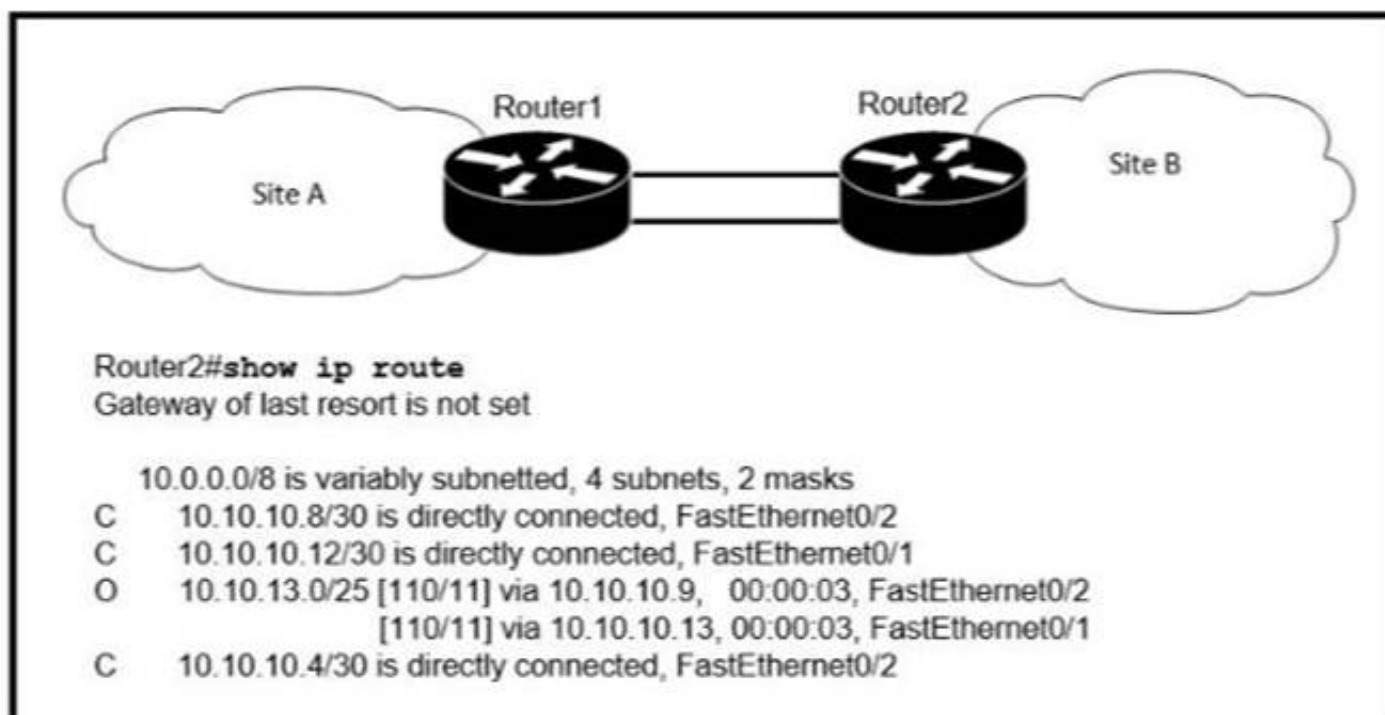 Router1
Router2
Site A
Site B
Router2#show ip route
Gateway of last resort is not set
10.0.0.0/8 is variably subnetted, 4 subnets, 2 masks
C 10.10.10.8/30 is directly connected, FastEthernet0/2
C 10.10.10.12/30 is directly connected, FastEthernet0/1
O 10.10.13.0/25 [110/11] via 10.10.10.9, 00:00:03, FastEthernet0/2
[110/11] via 10.10.10.13, 00:00:03, FastEthernet0/1
C 10.10.10.4/30 is directly connected, FastEthernet0/2